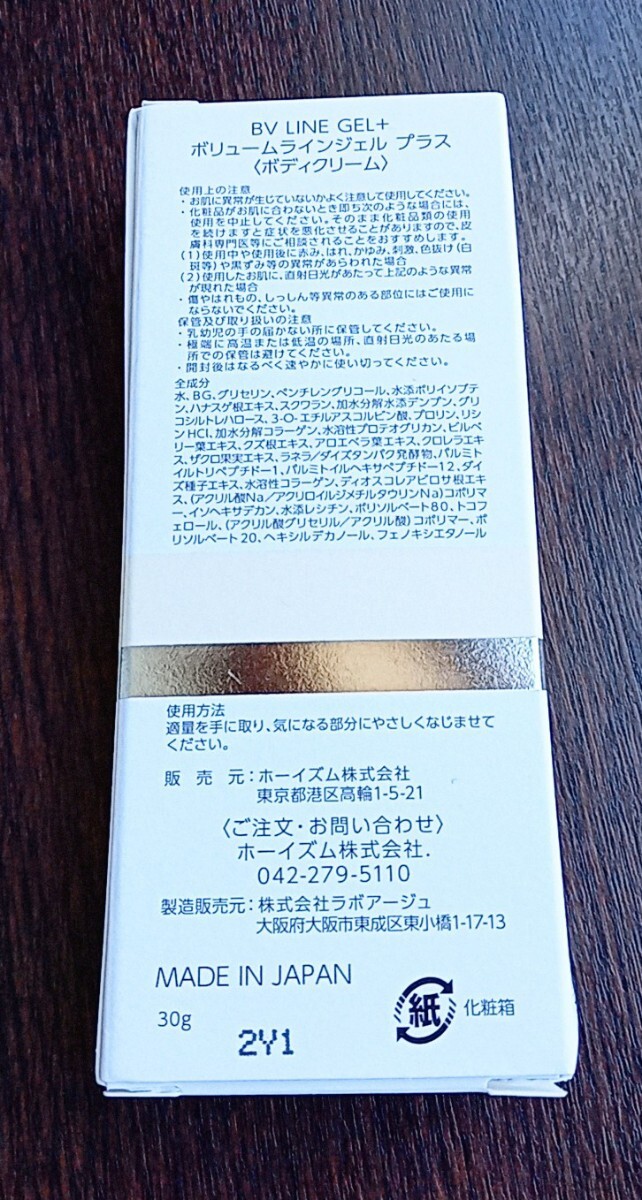 BV LINE GEL+
ボリュームラインジェル プラス
〈ボディクリーム〉
使用上の注意
・お肌に異常が生じていないかよく注意して使用してください。
・化粧品がお肌に合わないとき即ち次のような場合には、
使用を中止してください。そのまま化粧品類の使用
を続けますと症状を悪化させることがありますので、皮
膚科専門医等にご相談されることをおすすめします。
(1)使用中や使用後に赤み、はれ、かゆみ、刺激、色抜け(白
斑等)や黒ずみ等の異常があらわれた場合
(2)使用したお肌に、直射日光があたって上記のような異常
が現れた場合
・傷やはれもの、しっしん等異常のある部位にはご使用に
ならないでください。
保管及び取り扱いの注意
・乳幼児の手の届かない所に保管してください。
・極端に高温または低温の場所、直射日光のあたる場
所での保管は避けてください。
・開封後はなるべく速やかに使い切ってください。
全成分
水、BG、グリセリン、ペンチレングリコール、水添ポリイソブテ
ン、ハナスゲ根エキス、スクワラン、加水分解水添デンプン、グリ
コシルトレハロース、3-O-エチルアスコルビン酸、プロリン、リシ
ンHCl、加水分解コラーゲン、水溶性プロテオグリカン、ビルベ
リー葉エキス、クズ根エキス、アロエベラ葉エキス、クロレラエキ
ス、ザクロ果実エキス、ラネラ/ダイズタンパク発酵物、パルミト
イルトリペプチド-1、パルミトイルヘキサペプチド-12、ダイ
ズ種子エキス、水溶性コラーゲン、ディオスコレアビロサ根エキ
ス、(アクリル酸Na/アクリロイルジメチルタウリンNa)コポリマ
ー、イソヘキサデカン、水添レシチン、ポリソルベート80、トコフ
ェロール、(アクリル酸グリセリル/アクリル酸)コポリマー、ポ
リソルベート20、ヘキシルデカノール、フェノキシエタノール
使用方法
適量を手に取り、気になる部分にやさしくなじませて
ください。
販 売 元：ホーイズム株式会社
東京都港区高輪1-5-21
〈ご注文・お問い合わせ〉
ホーイズム株式会社.
042-279-5110
製造販売元：株式会社ラボアージュ
大阪府大阪市東成区東小橋1-17-13
MADE IN JAPAN
30g
2Y1
紙 化粧箱